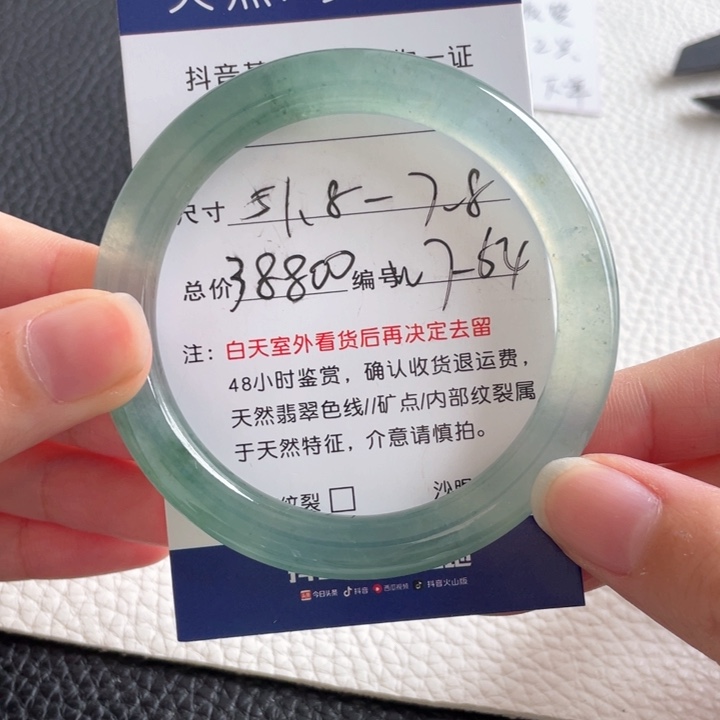 抖音
一证
尺寸 51.8-7.8
总价 38800 编号 7-64
注：白天室外看货后再决定去留
48小时鉴赏，确认收货退运费，
天然翡翠色线//矿点/内部纹裂属
于天然特征，介意请慎拍。
纹裂□
今日头条 抖音 西瓜视频 抖音火山版